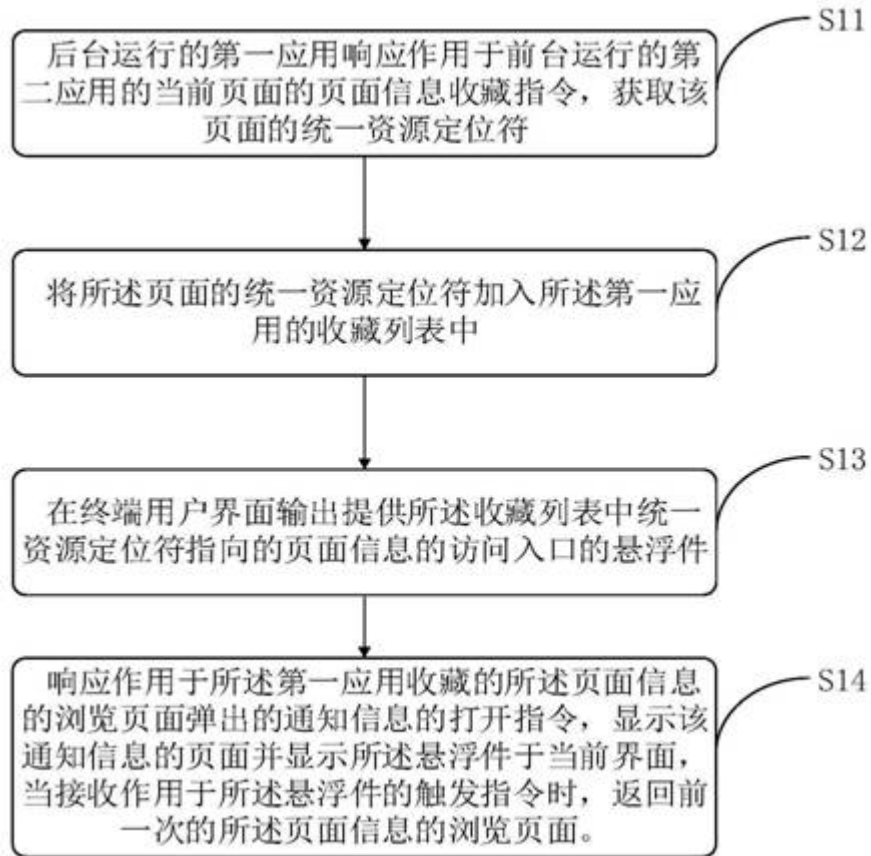 S11
后台运行的第一应用响应作用于前台运行的第
二应用的当前页面的页面信息收藏指令，获取该
页面的统一资源定位符
S12
将所述页面的统一资源定位符加入所述第一应
用的收藏列表中
S13
在终端用户界面输出提供所述收藏列表中统一
资源定位符指向的页面信息的访问入口的悬浮件
S14
响应作用于所述第一应用收藏的所述页面信息
的浏览页面弹出的通知信息的打开指令，显示该
通知信息的页面并显示所述悬浮件于当前界面，
当接收作用于所述悬浮件的触发指令时，返回前
一次的所述页面信息的浏览页面。